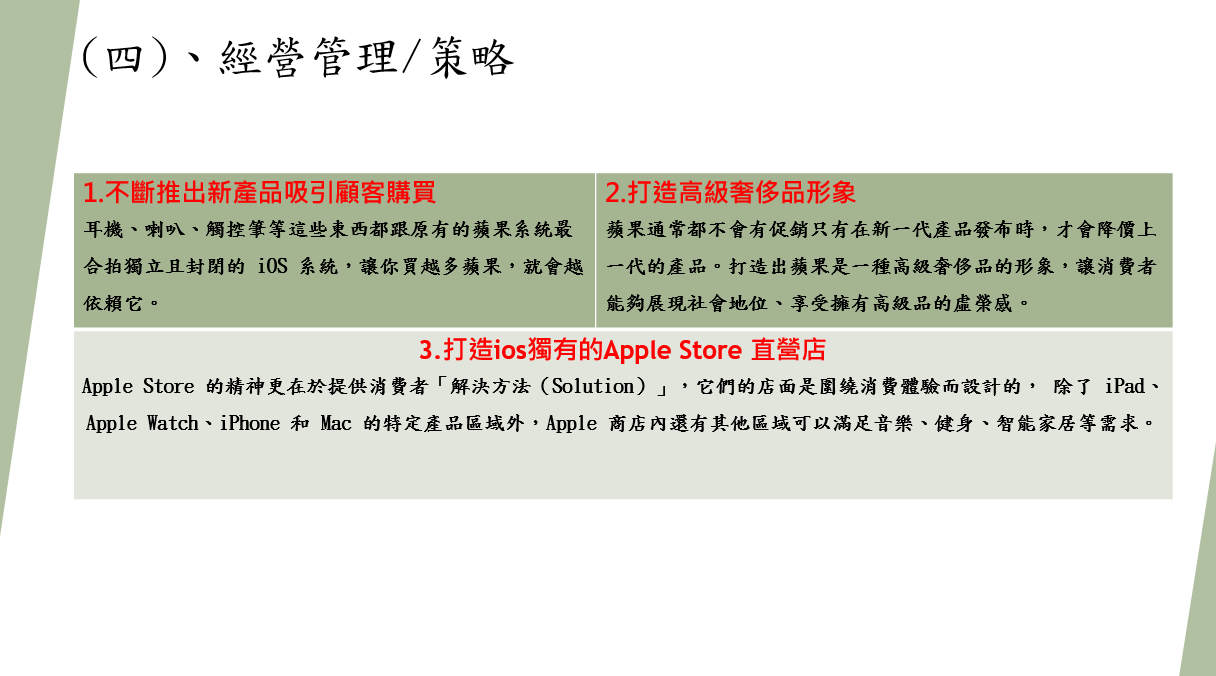 (四)、經營管理/策略
1.不斷推出新產品吸引顧客購買
耳機、喇叭、觸控筆等這些東西都跟原有的蘋果系統最
合拍獨立且封閉的 iOS 系統，讓你買越多蘋果，就會越
依賴它。
2.打造高級奢侈品形象
蘋果通常都不會有促銷只有在新一代產品發布時，才會降價上
一代的產品。打造出蘋果是一種高級奢侈品的形象，讓消費者
能夠展現社會地位、享受擁有高級品的虛榮感。
3.打造ios獨有的Apple Store 直營店
Apple Store 的精神更在於提供消費者「解決方法（Solution）」，它們的店面是圍繞消費體驗而設計的， 除了 iPad、
Apple Watch、iPhone 和 Mac 的特定產品區域外，Apple 商店內還有其他區域可以滿足音樂、健身、智能家居等需求。